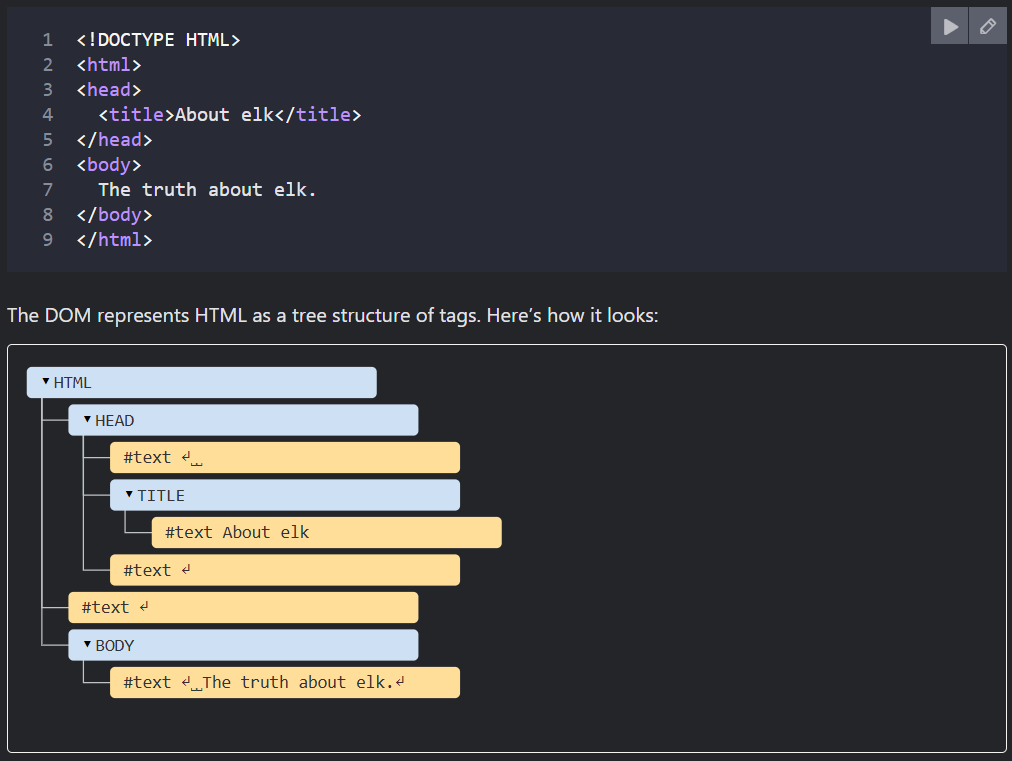 1 <!DOCTYPE HTML>
2 <html>
3 <head>
4   <title>About elk</title>
5 </head>
6 <body>
7   The truth about elk.
8 </body>
9 </html>
The DOM represents HTML as a tree structure of tags. Here’s how it looks:
▾ HTML
▾ HEAD
#text ↵␣␣
▾ TITLE
#text About elk
#text ↵
#text ↵
▾ BODY
#text ↵␣␣The truth about elk.↵